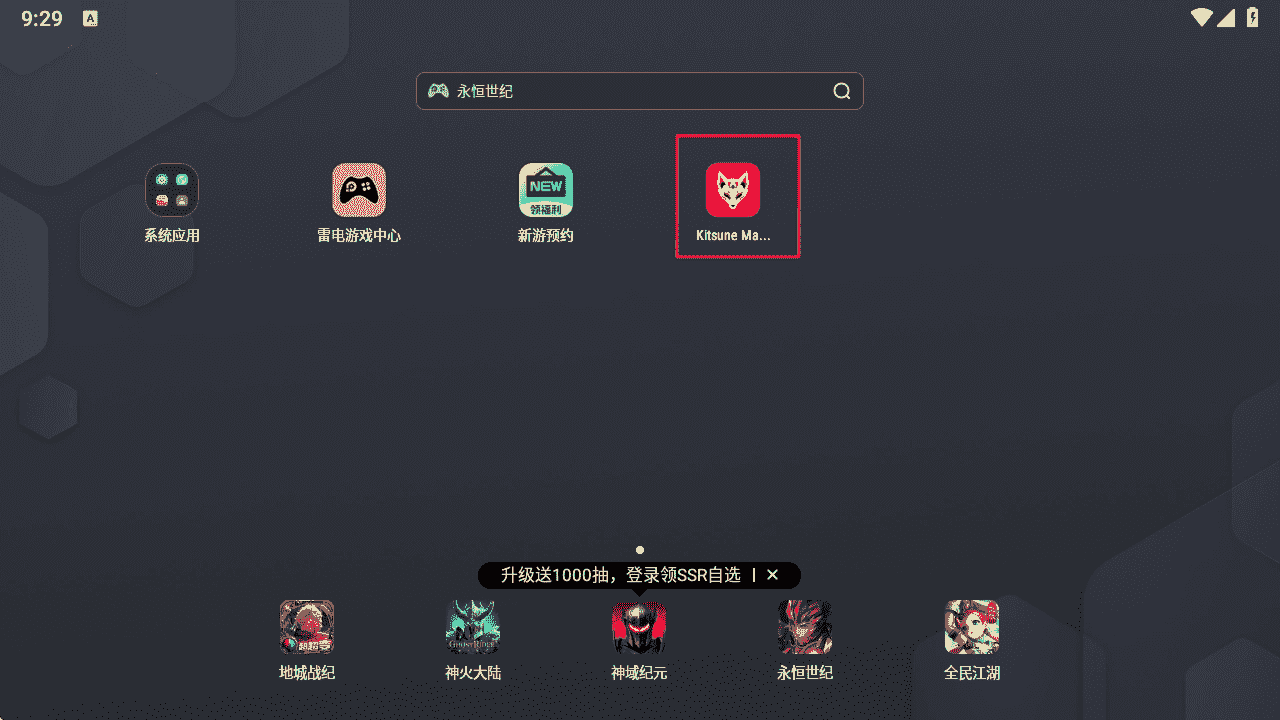 9:29 A
永恒世纪
NEW
领福利
系统应用
雷电游戏中心
新游预约
Kitsune Ma...
升级送1000抽，登录领SSR自选
GHOST RIDER
地城战纪
神火大陆
神域纪元
永恒世纪
全民江湖